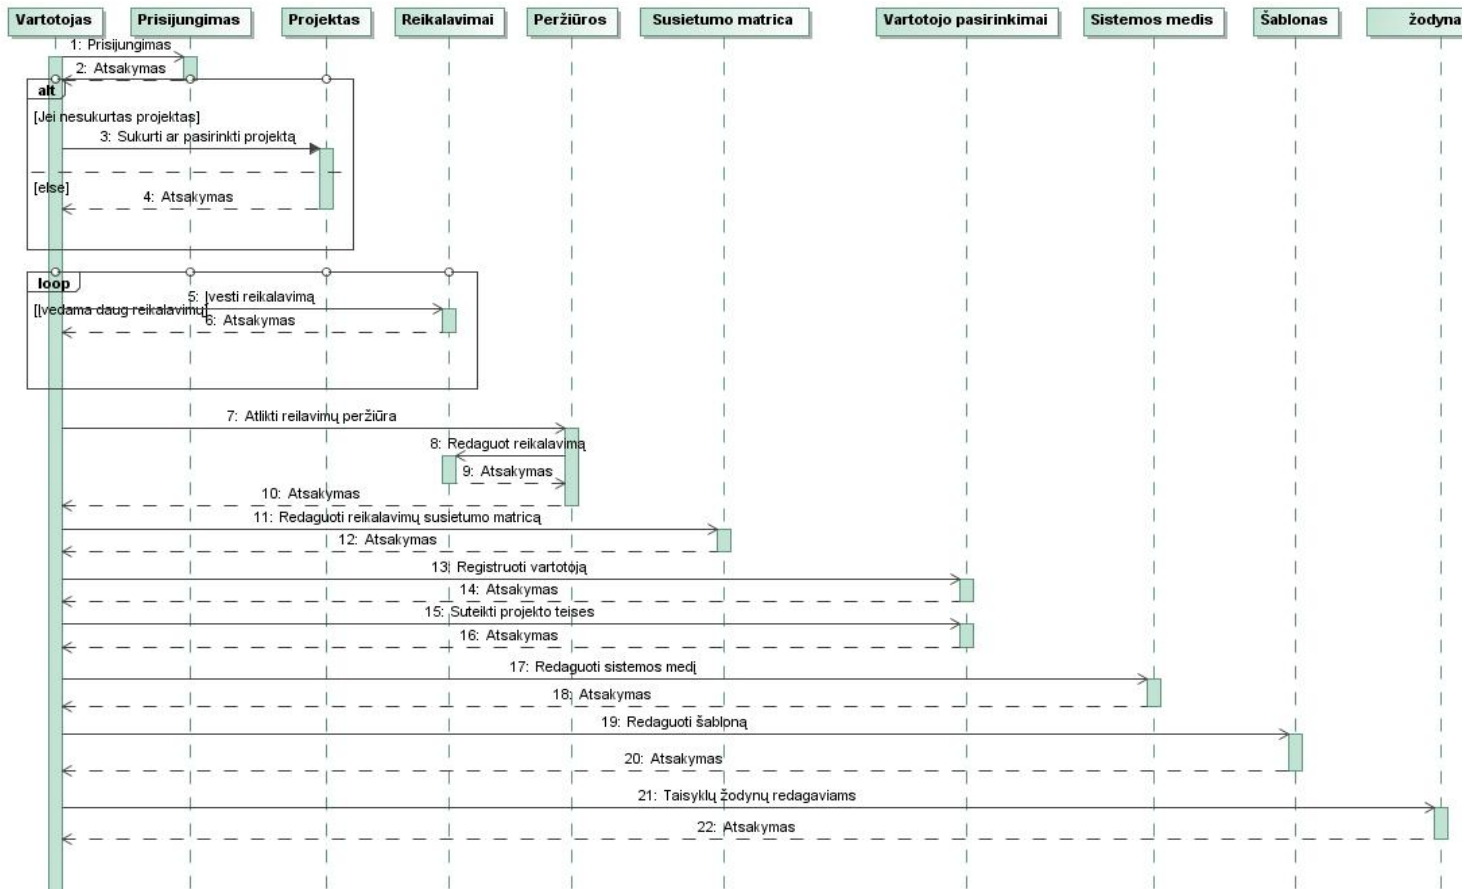 Vartotojas
Prisijungimas
Projektas
Reikalavimai
Peržiūros
Susietumo matrica
Vartotojo pasirinkimai
Sistemos medis
Šablonas
žodyna
1: Prisijungimas
2: Atsakymas
alt
[Jei nesukurtas projektas]
3: Sukurti ar pasirinkti projektą
[else]
4: Atsakymas
loop
5: Įvesti reikalavimą
[Įvedama daug reikalavimų]
6: Atsakymas
7: Atlikti reilavimų peržiūra
8: Redaguot reikalavimą
9: Atsakymas
10: Atsakymas
11: Redaguoti reikalavimų susietumo matricą
12: Atsakymas
13: Registruoti vartotoją
14: Atsakymas
15: Suteikti projekto teises
16: Atsakymas
17: Redaguoti sistemos medį
18: Atsakymas
19: Redaguoti šabloną
20: Atsakymas
21: Taisyklų žodynų redagaviams
22: Atsakymas